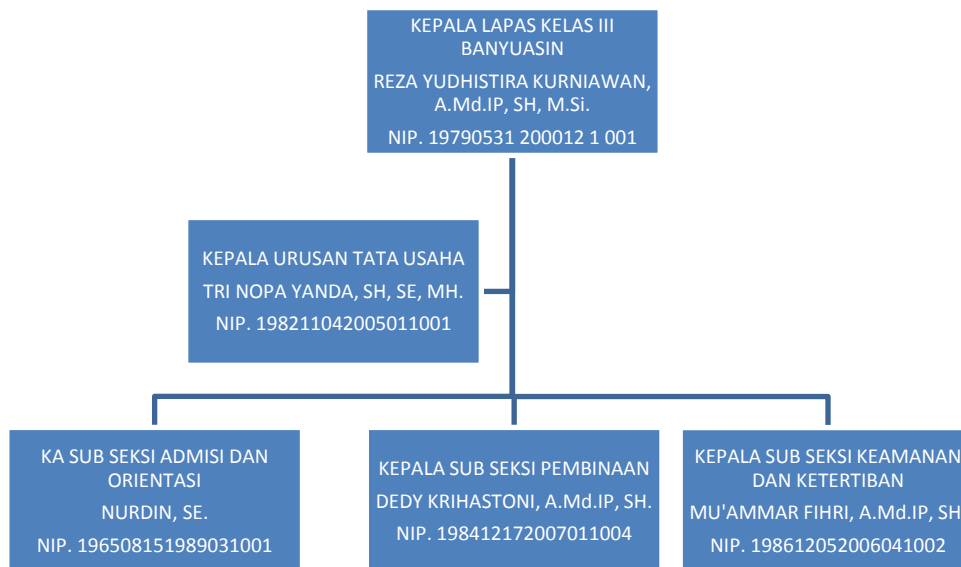 KEPALA LAPAS KELAS III
BANYUASIN
REZA YUDHISTIRA KURNIAWAN,
A.Md.IP, SH, M.Si.
NIP. 19790531 200012 1 001
KEPALA URUSAN TATA USAHA
TRI NOPA YANDA, SH, SE, MH.
NIP. 198211042005011001
KA SUB SEKSI ADMISI DAN
ORIENTASI
NURDIN, SE.
NIP. 196508151989031001
KEPALA SUB SEKSI PEMBINAAN
DEDY KRIHASTONI, A.Md.IP, SH.
NIP. 198412172007011004
KEPALA SUB SEKSI KEAMANAN
DAN KETERTIBAN
MU'AMMAR FIHRI, A.Md.IP, SH
NIP. 198612052006041002